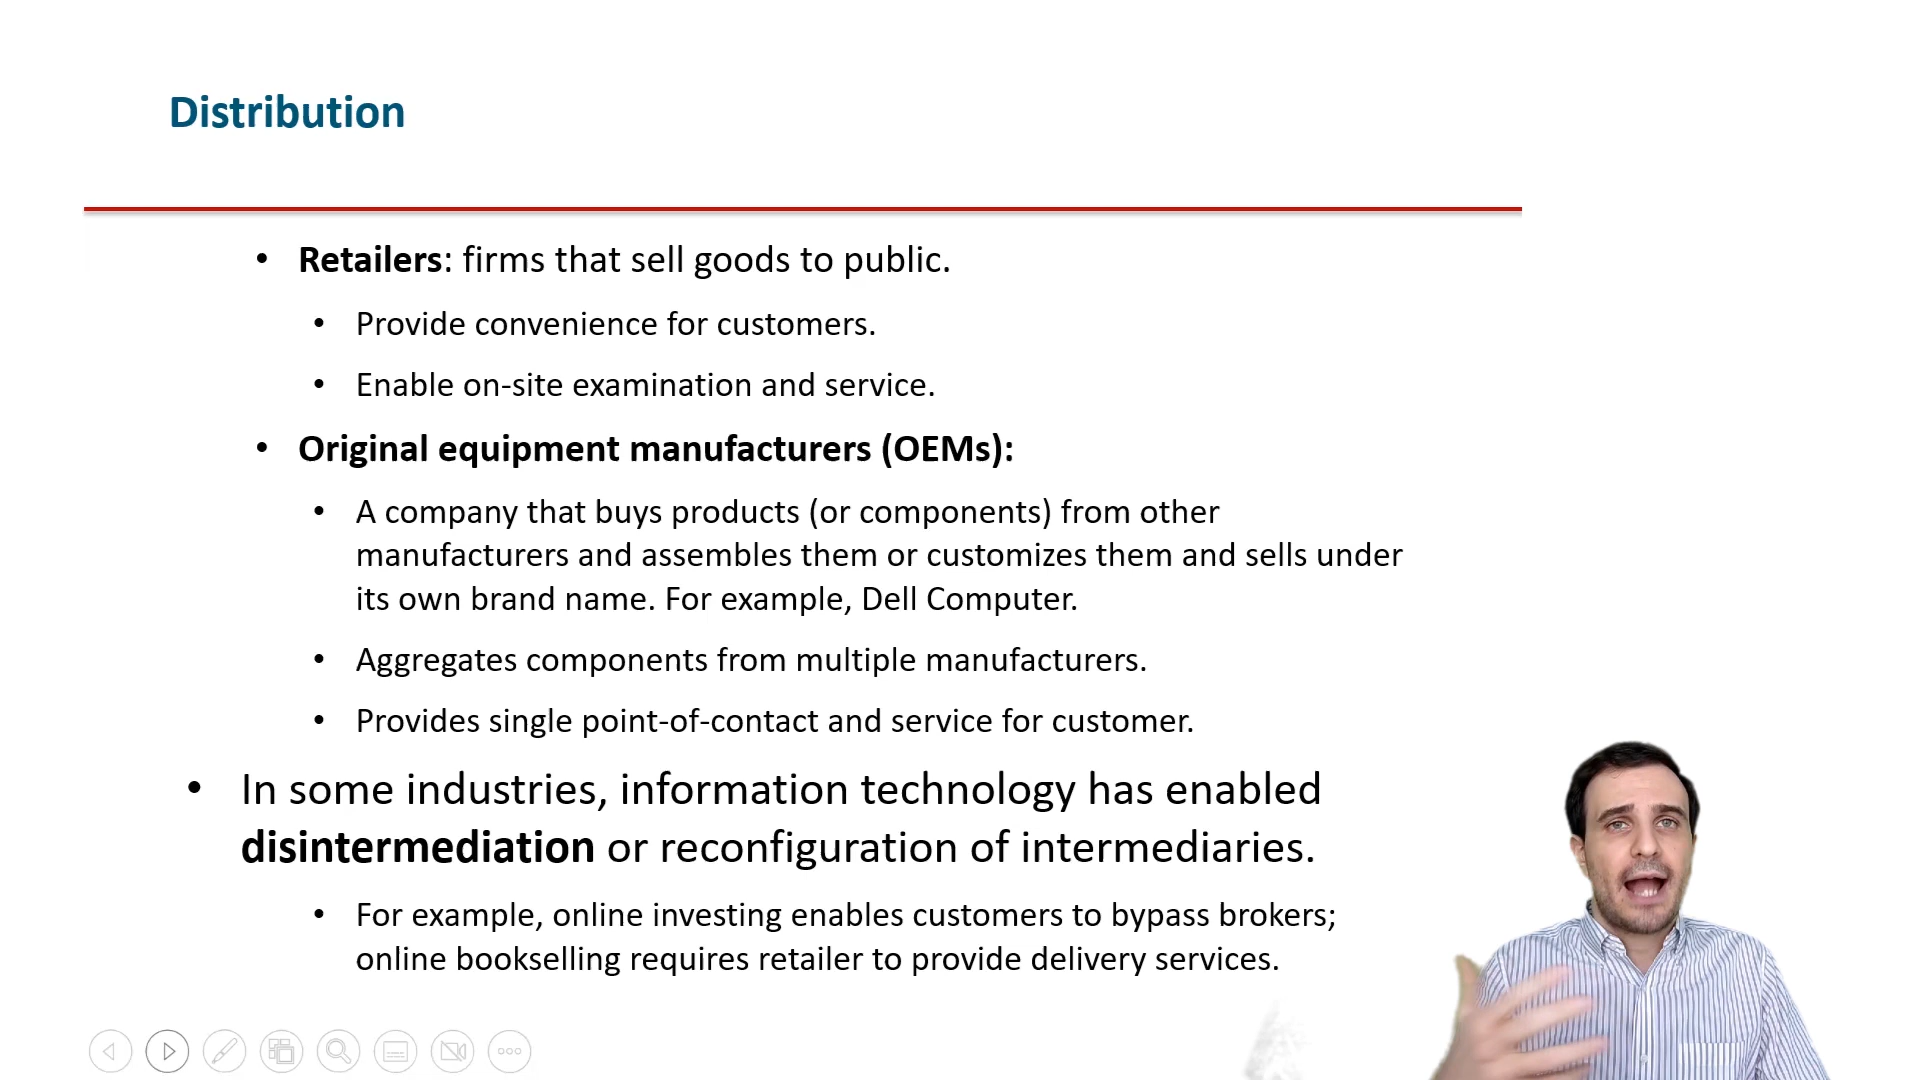 Distribution
• Retailers: firms that sell goods to public.
• Provide convenience for customers.
• Enable on-site examination and service.
• Original equipment manufacturers (OEMs):
• A company that buys products (or components) from other
manufacturers and assembles them or customizes them and sells under
its own brand name. For example, Dell Computer.
• Aggregates components from multiple manufacturers.
• Provides single point-of-contact and service for customer.
• In some industries, information technology has enabled
disintermediation or reconfiguration of intermediaries.
• For example, online investing enables customers to bypass brokers;
online bookselling requires retailer to provide delivery services.